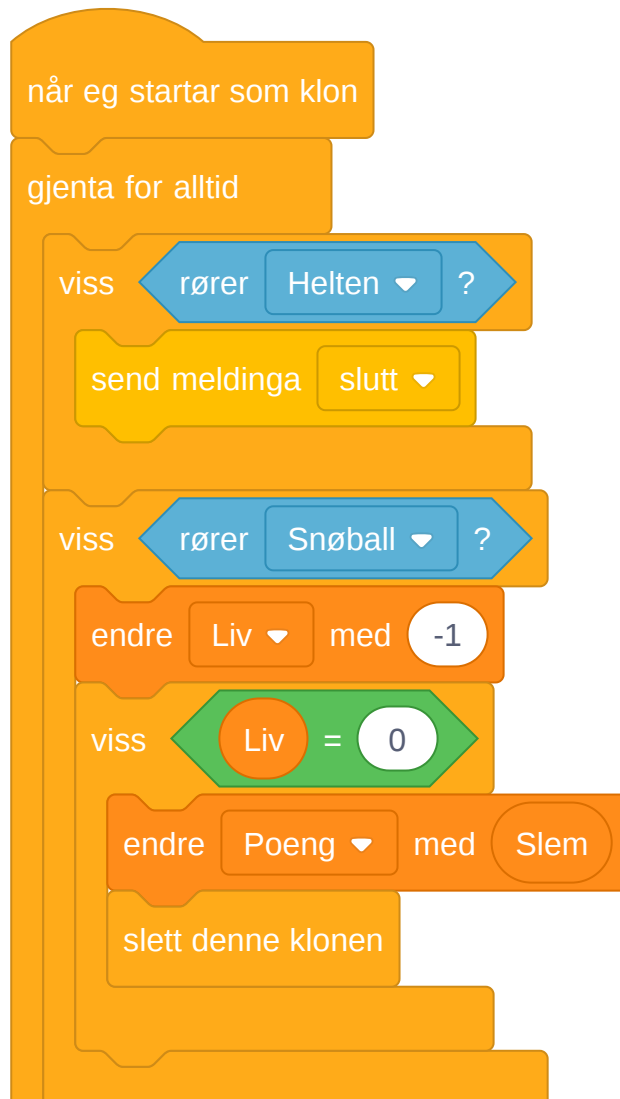 når eg startar som klon
gjenta for alltid
viss rører Helten ?
send meldinga slutt
viss rører Snøball ?
endre Liv med -1
viss Liv = 0
endre Poeng med Slem
slett denne klonen